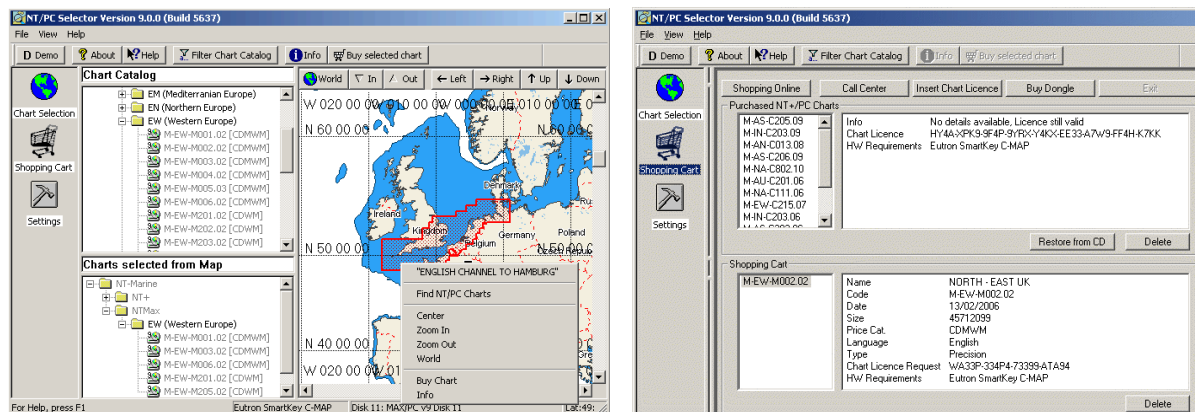 NT/PC Selector Version 9.0.0 (Build 5637)
File View Help
D Demo About Help Filter Chart Catalog Info Buy selected chart
Chart Selection
Shopping Cart
Settings
Chart Catalog
EM (Mediterranian Europe)
EN (Northern Europe)
EW (Western Europe)
M-EW-M001.02 [CDMWM]
M-EW-M002.02 [CDMWM]
M-EW-M003.02 [CDMWM]
M-EW-M004.02 [CDMWM]
M-EW-M005.03 [CDMWM]
M-EW-M006.02 [CDMWM]
M-EW-M201.02 [CDWM]
M-EW-M202.02 [CDWM]
M-EW-M203.02 [CDWM]
Charts selected from Map
NT-Marine
NT+
NTMax
EW (Western Europe)
M-EW-M001.02 [CDMWM]
M-EW-M003.02 [CDMWM]
M-EW-M006.02 [CDMWM]
M-EW-M201.02 [CDWM]
M-EW-M205.02 [CDWM]
World In Out Left Right Up Down
W 020 00 00
N 60 00 00
N 50 00 00
N 40 00 00
W 020 00 00
Norway
Denmark
Ireland
Kingdom
Belgium
Germany
Poland
"ENGLISH CHANNEL TO HAMBURG"
Find NT/PC Charts
Center
Zoom In
Zoom Out
World
Buy Chart
Info
For Help, press F1 Eutron SmartKey C-MAP Disk 11: MAX/PC V9 Disk 11 Lat:49:
NT/PC Selector Version 9.0.0 (Build 5637)
File View Help
D Demo About Help Filter Chart Catalog Info Buy selected chart
Chart Selection
Shopping Cart
Settings
Shopping Online Call Center Insert Chart Licence Buy Dongle Exit
Purchased NT+/PC Charts
M-AS-C205.09
M-IN-C203.09
M-AN-C013.08
M-AS-C206.09
M-NA-C802.10
M-AU-C201.06
M-NA-C111.06
M-EW-C215.07
M-IN-C203.06
Info No details available, Licence still valid
Chart Licence HY4A-XPK9-9F4P-9YRX-Y4KX-EE33-A7W9-FF4H-K7KK
HW Requirements Eutron SmartKey C-MAP
Restore from CD Delete
Shopping Cart
M-EW-M002.02
Name NORTH - EAST UK
Code M-EW-M002.02
Date 13/02/2006
Size 45712099
Price Cat. CDMWM
Language English
Type Precision
Chart Licence Request WA33P-334P4-73399-ATA94
HW Requirements Eutron SmartKey C-MAP
Delete